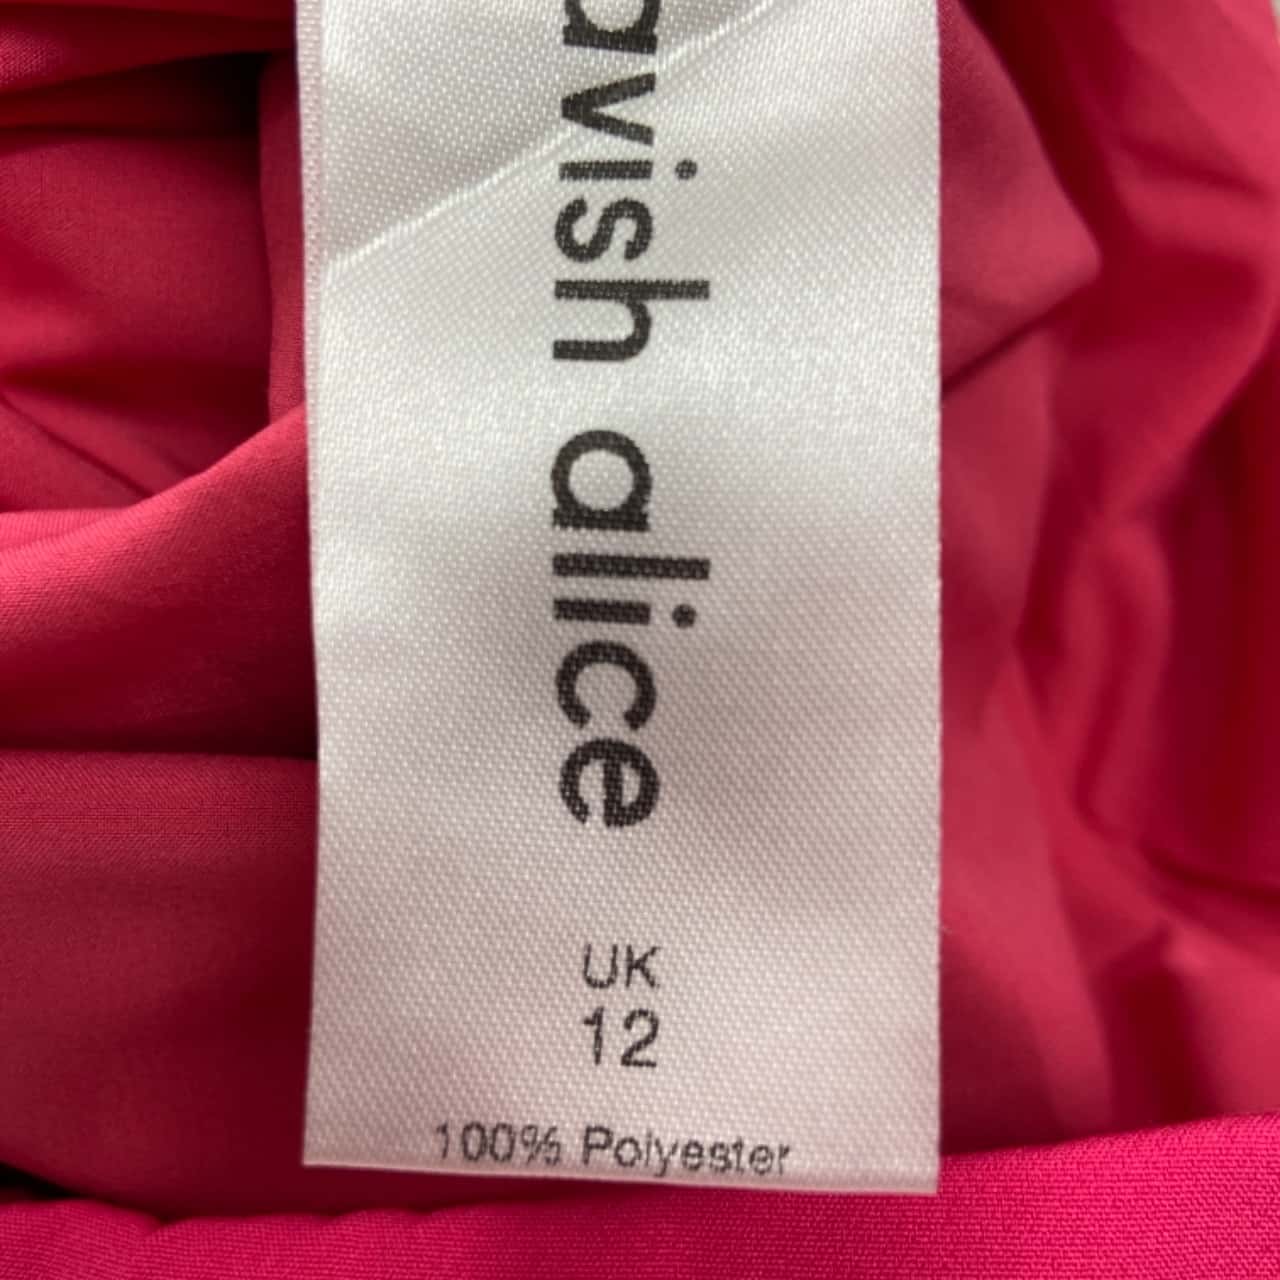 avish alice
UK
12
100% Polyester